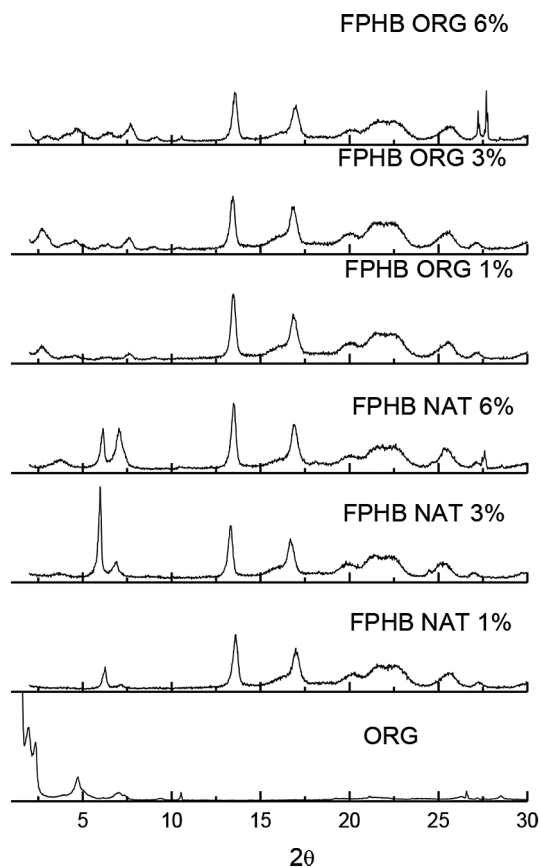 FPHB ORG 6%
FPHB ORG 3%
FPHB ORG 1%
FPHB NAT 6%
FPHB NAT 3%
FPHB NAT 1%
ORG
5 10 15 20 25 30
2θ